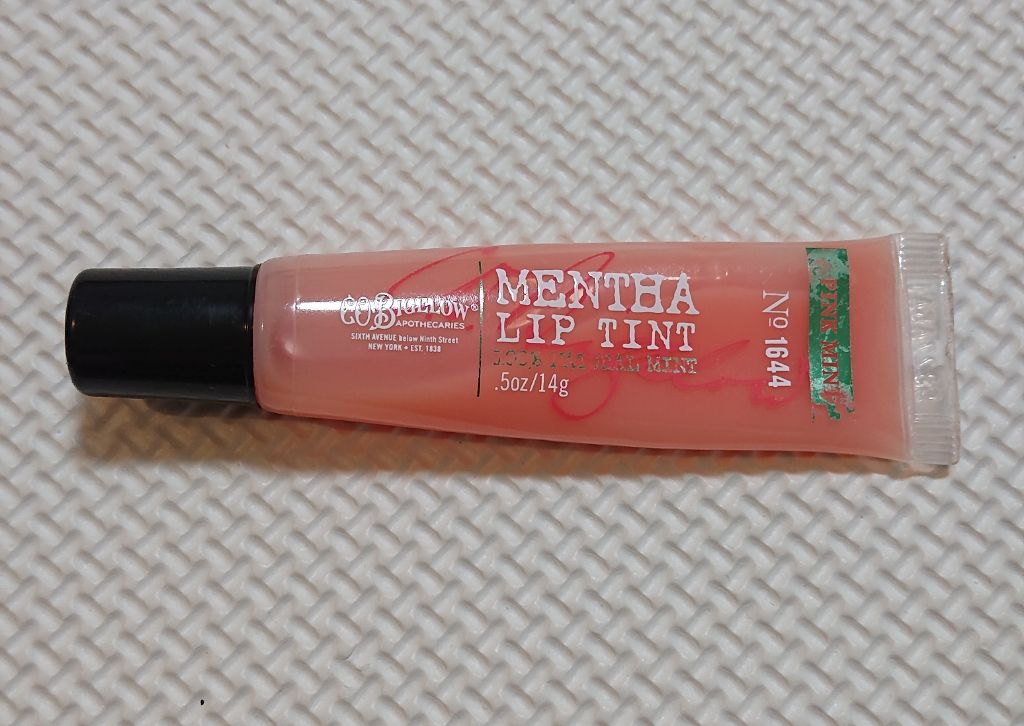 C.O. BIGELOW®
APOTHECARIES
SIXTH AVENUE below Ninth Street
NEW YORK • EST. 1838
MENTHA
LIP TINT
MINT
.5oz/14g
No 1644
PINK MINT